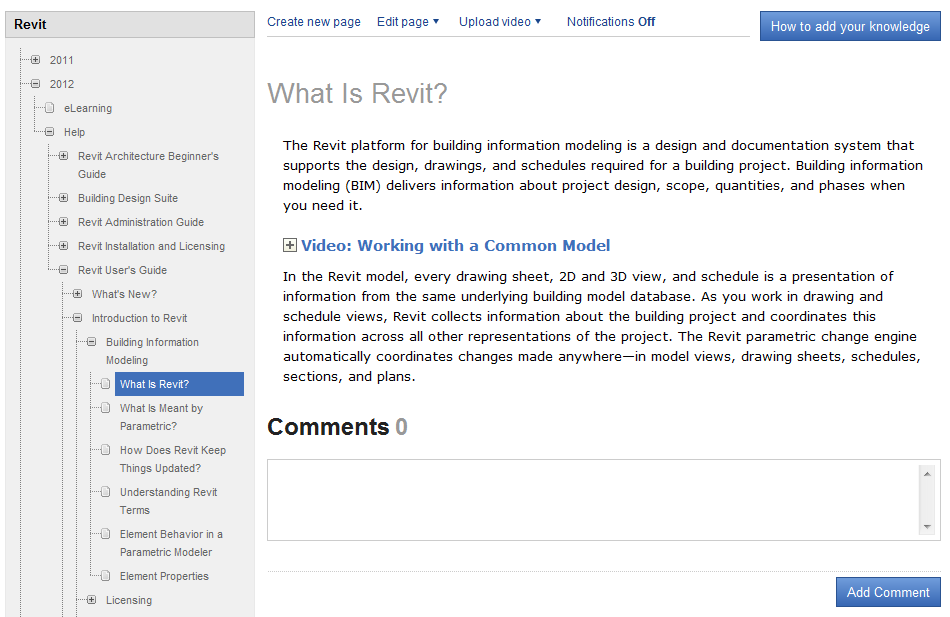 Revit
2011
2012
eLearning
Help
Revit Architecture Beginner's
Guide
Building Design Suite
Revit Administration Guide
Revit Installation and Licensing
Revit User's Guide
What's New?
Introduction to Revit
Building Information
Modeling
What Is Revit?
What Is Meant by
Parametric?
How Does Revit Keep
Things Updated?
Understanding Revit
Terms
Element Behavior in a
Parametric Modeler
Element Properties
Licensing
Create new page Edit page Upload video Notifications Off
How to add your knowledge
What Is Revit?
The Revit platform for building information modeling is a design and documentation system that
supports the design, drawings, and schedules required for a building project. Building information
modeling (BIM) delivers information about project design, scope, quantities, and phases when
you need it.
Video: Working with a Common Model
In the Revit model, every drawing sheet, 2D and 3D view, and schedule is a presentation of
information from the same underlying building model database. As you work in drawing and
schedule views, Revit collects information about the building project and coordinates this
information across all other representations of the project. The Revit parametric change engine
automatically coordinates changes made anywhere—in model views, drawing sheets, schedules,
sections, and plans.
Comments 0
Add Comment